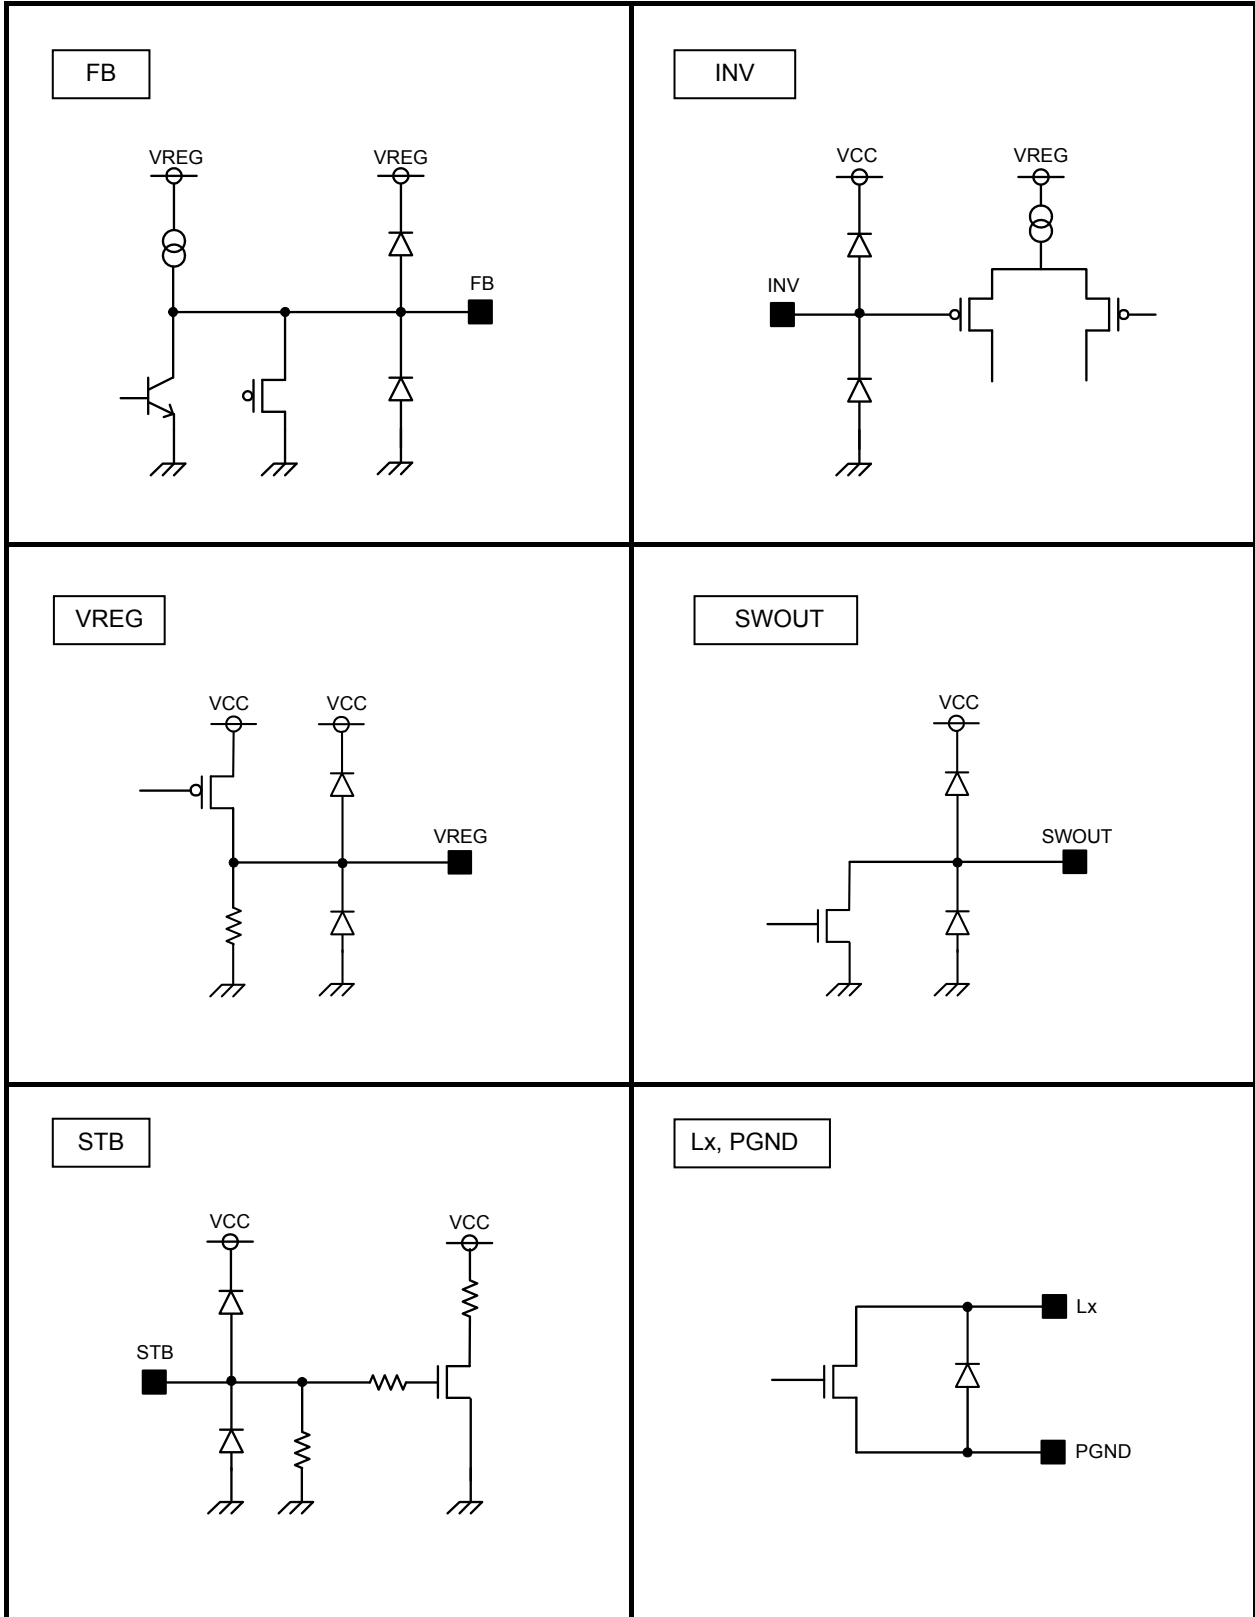 FB
VREG
VREG
FB
INV
VCC
VREG
INV
VREG
VCC
VCC
VREG
SWOUT
VCC
SWOUT
STB
VCC
VCC
STB
Lx, PGND
Lx
PGND